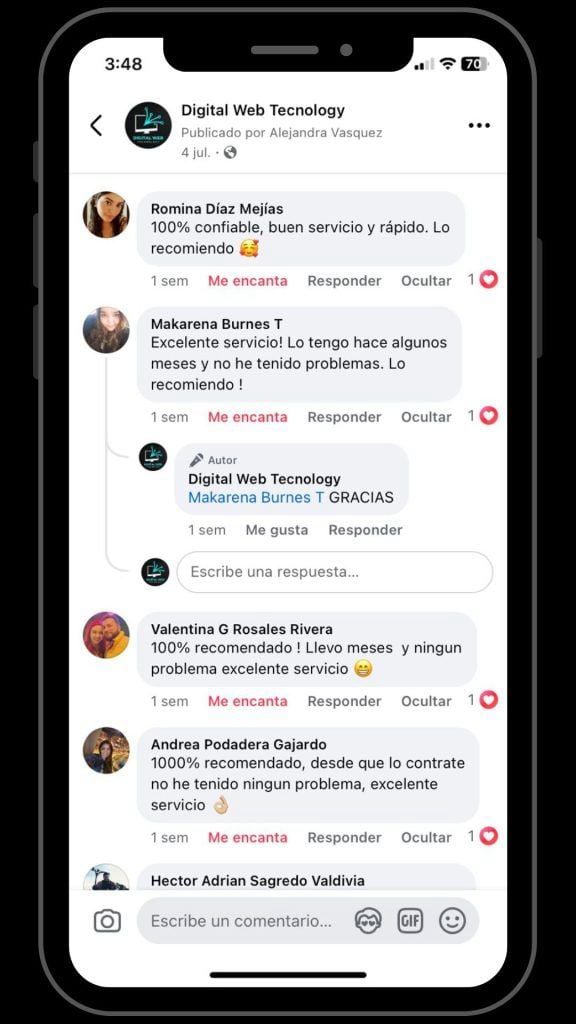 3:48
70
Digital Web Tecnology
Publicado por Alejandra Vasquez
4 jul. ·
Romina Díaz Mejías
100% confiable, buen servicio y rápido. Lo
recomiendo 🥰
1 sem Me encanta Responder Ocultar 1
Makarena Burnes T
Excelente servicio! Lo tengo hace algunos
meses y no he tenido problemas. Lo
recomiendo !
1 sem Me encanta Responder Ocultar 1
Autor
Digital Web Tecnology
Makarena Burnes T GRACIAS
1 sem Me gusta Responder
Escribe una respuesta...
Valentina G Rosales Rivera
100% recomendado ! Llevo meses y ningun
problema excelente servicio 😁
1 sem Me encanta Responder Ocultar 1
Andrea Podadera Gajardo
1000% recomendado, desde que lo contrate
no he tenido ningun problema, excelente
servicio 👌🏼
1 sem Me encanta Responder Ocultar 1
Hector Adrian Sagredo Valdivia
Escribe un comentario... GIF